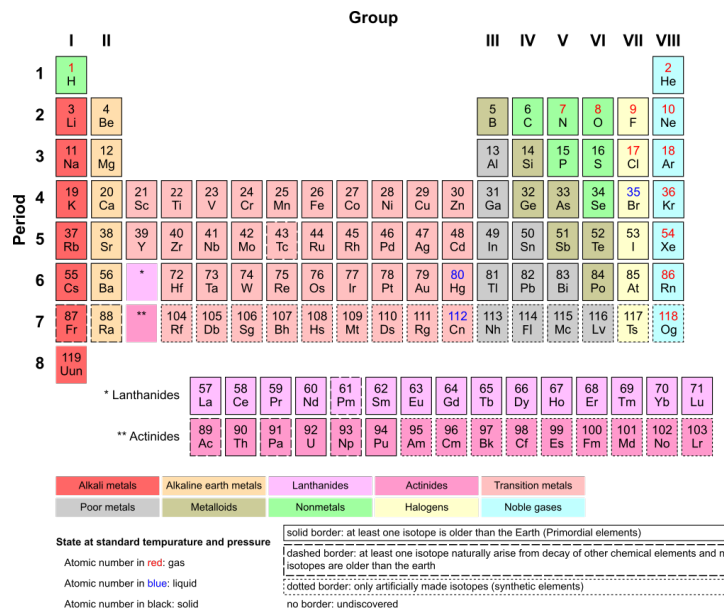 Group
I II III IV V VI VII VIII
Period
1
1 2
H He
2
3 4 5 6 7 8 9 10
Li Be B C N O F Ne
3
11 12 13 14 15 16 17 18
Na Mg Al Si P S Cl Ar
4
19 20 21 22 23 24 25 26 27 28 29 30 31 32 33 34 35 36
K Ca Sc Ti V Cr Mn Fe Co Ni Cu Zn Ga Ge As Se Br Kr
5
37 38 39 40 41 42 43 44 45 46 47 48 49 50 51 52 53 54
Rb Sr Y Zr Nb Mo Tc Ru Rh Pd Ag Cd In Sn Sb Te I Xe
6
55 56 * 72 73 74 75 76 77 78 79 80 81 82 83 84 85 86
Cs Ba Hf Ta W Re Os Ir Pt Au Hg Tl Pb Bi Po At Rn
7
87 88 ** 104 105 106 107 108 109 110 111 112 113 114 115 116 117 118
Fr Ra Rf Db Sg Bh Hs Mt Ds Rg Cn Nh Fl Mc Lv Ts Og
8
119
Uun
* Lanthanides
57 58 59 60 61 62 63 64 65 66 67 68 69 70 71
La Ce Pr Nd Pm Sm Eu Gd Tb Dy Ho Er Tm Yb Lu
** Actinides
89 90 91 92 93 94 95 96 97 98 99 100 101 102 103
Ac Th Pa U Np Pu Am Cm Bk Cf Es Fm Md No Lr
Alkali metals Alkaline earth metals Lanthanides Actinides Transition metals
Poor metals Metalloids Nonmetals Halogens Noble gases
State at standard tempurature and pressure
Atomic number in red: gas
Atomic number in blue: liquid
Atomic number in black: solid
solid border: at least one isotope is older than the Earth (Primordial elements)
dashed border: at least one isotope naturally arise from decay of other chemical elements and
isotopes are older than the earth
dotted border: only artificially made isotopes (synthetic elements)
no border: undiscovered